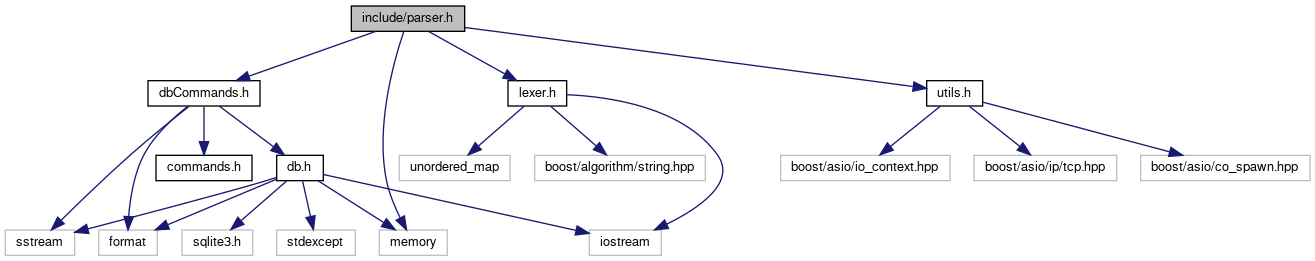 include/parser.h
dbCommands.h
lexer.h
utils.h
commands.h
db.h
unordered_map
boost/algorithm/string.hpp
boost/asio/io_context.hpp
boost/asio/ip/tcp.hpp
boost/asio/co_spawn.hpp
sstream
format
sqlite3.h
stdexcept
memory
iostream